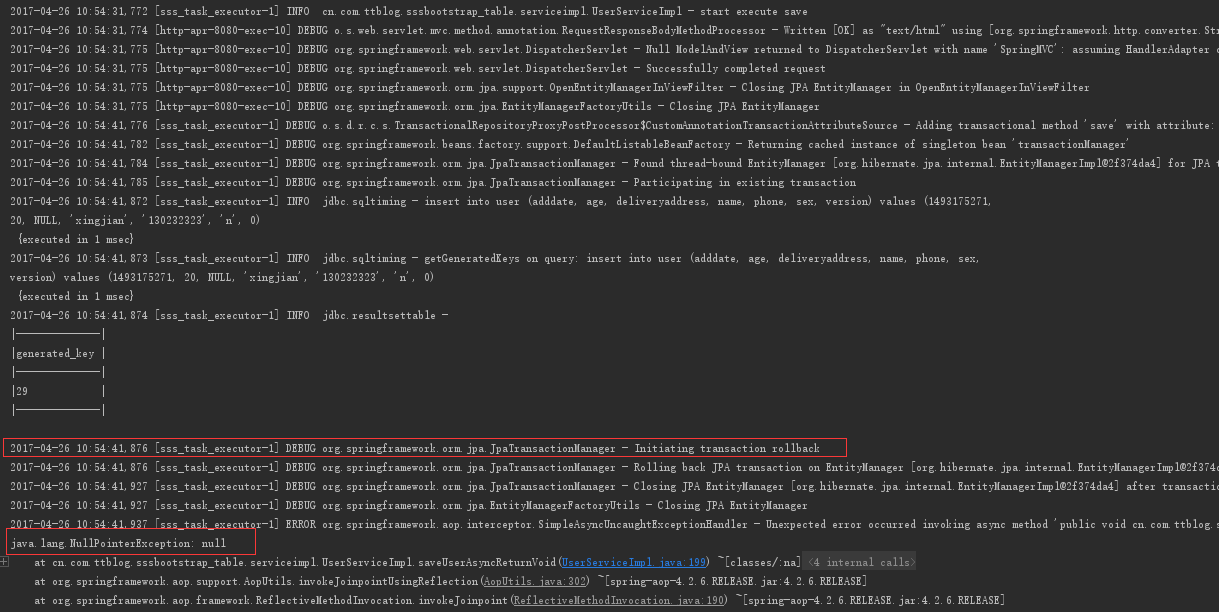 2017-04-26 10:54:31,772 [sss_task_executor-1] INFO  cn.com.ttblog.sssbootstrap_table.serviceimpl.UserServiceImpl - start execute save
2017-04-26 10:54:31,774 [http-apr-8080-exec-10] DEBUG o.s.web.servlet.mvc.method.annotation.RequestResponseBodyMethodProcessor - Written [OK] as "text/html" using [org.springframework.http.converter.Str
2017-04-26 10:54:31,775 [http-apr-8080-exec-10] DEBUG org.springframework.web.servlet.DispatcherServlet - Null ModelAndView returned to DispatcherServlet with name 'SpringMVC': assuming HandlerAdapter c
2017-04-26 10:54:31,775 [http-apr-8080-exec-10] DEBUG org.springframework.web.servlet.DispatcherServlet - Successfully completed request
2017-04-26 10:54:31,775 [http-apr-8080-exec-10] DEBUG org.springframework.orm.jpa.support.OpenEntityManagerInViewFilter - Closing JPA EntityManager in OpenEntityManagerInViewFilter
2017-04-26 10:54:31,775 [http-apr-8080-exec-10] DEBUG org.springframework.orm.jpa.EntityManagerFactoryUtils - Closing JPA EntityManager
2017-04-26 10:54:41,776 [sss_task_executor-1] DEBUG o.s.d.r.c.s.TransactionalRepositoryProxyPostProcessor$CustomAnnotationTransactionAttributeSource - Adding transactional method 'save' with attribute:
2017-04-26 10:54:41,782 [sss_task_executor-1] DEBUG org.springframework.beans.factory.support.DefaultListableBeanFactory - Returning cached instance of singleton bean 'transactionManager'
2017-04-26 10:54:41,784 [sss_task_executor-1] DEBUG org.springframework.orm.jpa.JpaTransactionManager - Found thread-bound EntityManager [org.hibernate.jpa.internal.EntityManagerImpl@2f374da4] for JPA t
2017-04-26 10:54:41,785 [sss_task_executor-1] DEBUG org.springframework.orm.jpa.JpaTransactionManager - Participating in existing transaction
2017-04-26 10:54:41,872 [sss_task_executor-1] INFO  jdbc.sqltiming - insert into user (adddate, age, deliveryaddress, name, phone, sex, version) values (1493175271,
20, NULL, 'xingjian', '130232323', 'n', 0)
{executed in 1 msec}
2017-04-26 10:54:41,873 [sss_task_executor-1] INFO  jdbc.sqltiming - getGeneratedKeys on query: insert into user (adddate, age, deliveryaddress, name, phone, sex,
version) values (1493175271, 20, NULL, 'xingjian', '130232323', 'n', 0)
{executed in 1 msec}
2017-04-26 10:54:41,874 [sss_task_executor-1] INFO  jdbc.resultsettable -
|--------------|
|generated_key |
|--------------|
|29            |
|--------------|
2017-04-26 10:54:41,876 [sss_task_executor-1] DEBUG org.springframework.orm.jpa.JpaTransactionManager - Initiating transaction rollback
2017-04-26 10:54:41,876 [sss_task_executor-1] DEBUG org.springframework.orm.jpa.JpaTransactionManager - Rolling back JPA transaction on EntityManager [org.hibernate.jpa.internal.EntityManagerImpl@2f374
2017-04-26 10:54:41,927 [sss_task_executor-1] DEBUG org.springframework.orm.jpa.JpaTransactionManager - Closing JPA EntityManager [org.hibernate.jpa.internal.EntityManagerImpl@2f374da4] after transactio
2017-04-26 10:54:41,927 [sss_task_executor-1] DEBUG org.springframework.orm.jpa.EntityManagerFactoryUtils - Closing JPA EntityManager
2017-04-26 10:54:41,937 [sss_task_executor-1] ERROR org.springframework.aop.interceptor.SimpleAsyncUncaughtExceptionHandler - Unexpected error occurred invoking async method 'public void cn.com.ttblog.s
java.lang.NullPointerException: null
at cn.com.ttblog.sssbootstrap_table.serviceimpl.UserServiceImpl.saveUserAsyncReturnVoid(UserServiceImpl.java:199) ~[classes/:na] <4 internal calls>
at org.springframework.aop.support.AopUtils.invokeJoinpointUsingReflection(AopUtils.java:302) ~[spring-aop-4.2.6.RELEASE.jar:4.2.6.RELEASE]
at org.springframework.aop.framework.ReflectiveMethodInvocation.invokeJoinpoint(ReflectiveMethodInvocation.java:190) ~[spring-aop-4.2.6.RELEASE.jar:4.2.6.RELEASE]